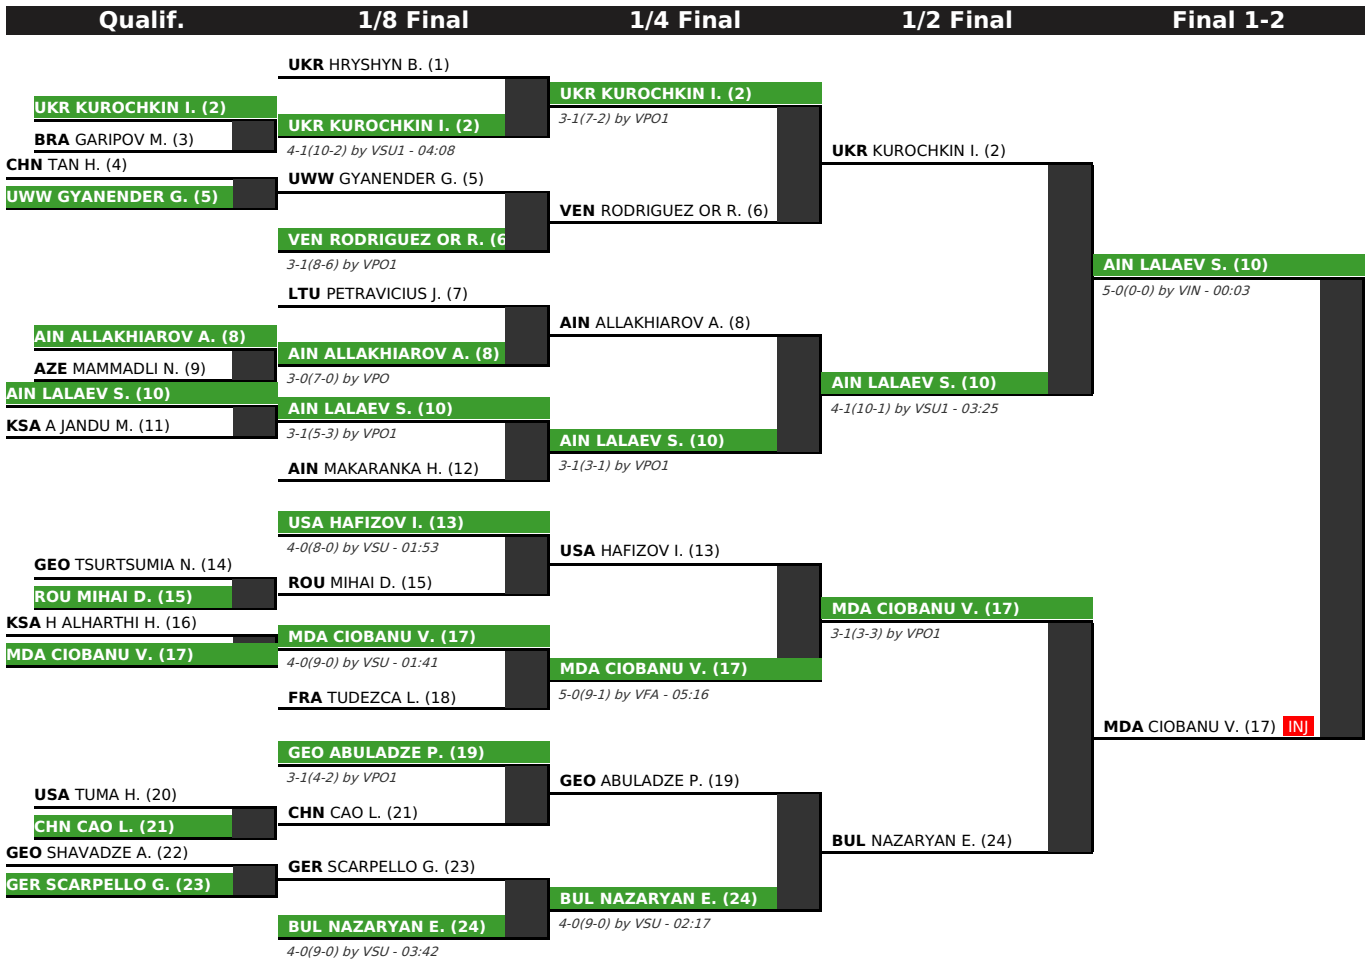 Qualif.
1/8 Final
1/4 Final
1/2 Final
Final 1-2
UKR KUROCHKIN I. (2)
BRA GARIPOV M. (3)
CHN TAN H. (4)
UWW GYANENDER G. (5)
AIN ALLAKHIAROV A. (8)
AZE MAMMADLI N. (9)
AIN LALAEV S. (10)
KSA A JANDU M. (11)
GEO TSURTSUMIA N. (14)
ROU MIHAI D. (15)
KSA H ALHARTHI H. (16)
MDA CIOBANU V. (17)
USA TUMA H. (20)
CHN CAO L. (21)
GEO SHAVADZE A. (22)
GER SCARPELLO G. (23)
UKR HRYSHYN B. (1)
UKR KUROCHKIN I. (2)
4-1(10-2) by VSU1 - 04:08
UWW GYANENDER G. (5)
VEN RODRIGUEZ OR R. (6
3-1(8-6) by VPO1
LTU PETRAVICIUS J. (7)
AIN ALLAKHIAROV A. (8)
3-0(7-0) by VPO
AIN LALAEV S. (10)
3-1(5-3) by VPO1
AIN MAKARANKA H. (12)
USA HAFIZOV I. (13)
4-0(8-0) by VSU - 01:53
ROU MIHAI D. (15)
MDA CIOBANU V. (17)
4-0(9-0) by VSU - 01:41
FRA TUDEZCA L. (18)
GEO ABULADZE P. (19)
3-1(4-2) by VPO1
CHN CAO L. (21)
GER SCARPELLO G. (23)
BUL NAZARYAN E. (24)
4-0(9-0) by VSU - 03:42
UKR KUROCHKIN I. (2)
3-1(7-2) by VPO1
VEN RODRIGUEZ OR R. (6)
AIN ALLAKHIAROV A. (8)
AIN LALAEV S. (10)
3-1(3-1) by VPO1
USA HAFIZOV I. (13)
MDA CIOBANU V. (17)
5-0(9-1) by VFA - 05:16
GEO ABULADZE P. (19)
BUL NAZARYAN E. (24)
4-0(9-0) by VSU - 02:17
UKR KUROCHKIN I. (2)
AIN LALAEV S. (10)
4-1(10-1) by VSU1 - 03:25
MDA CIOBANU V. (17)
3-1(3-3) by VPO1
BUL NAZARYAN E. (24)
AIN LALAEV S. (10)
5-0(0-0) by VIN - 00:03
MDA CIOBANU V. (17) INJ